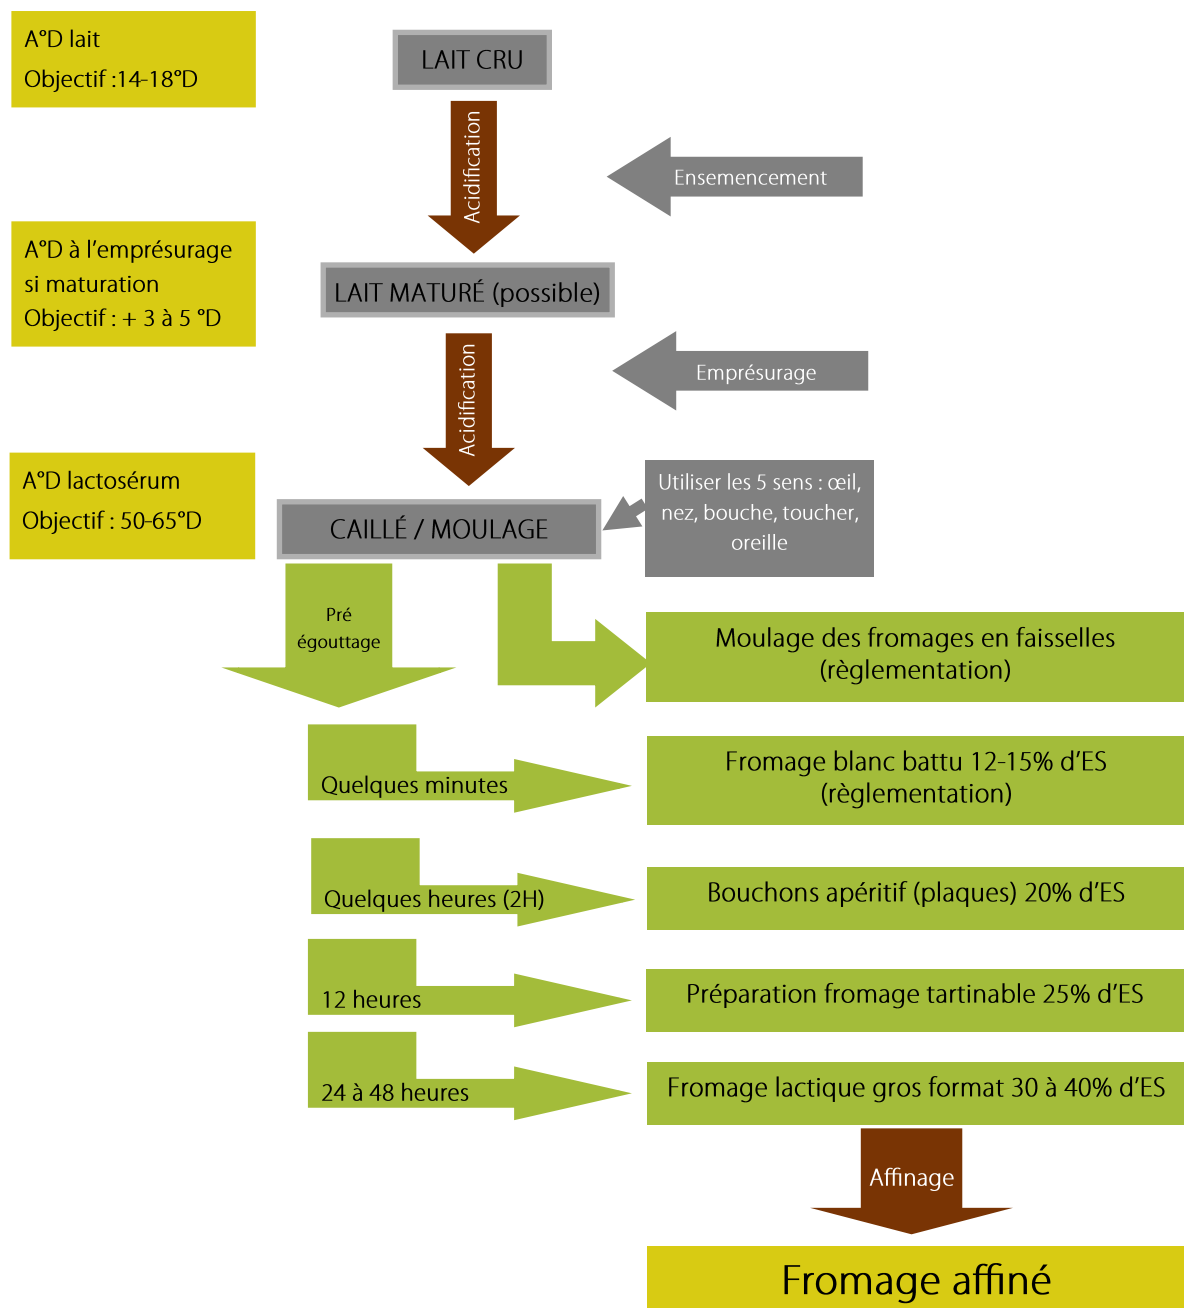 A°D lait
Objectif :14-18°D
LAIT CRU
Acidification
Ensemencement
A°D à l’emprésurage
si maturation
Objectif : + 3 à 5 °D
LAIT MATURÉ (possible)
Acidification
Emprésurage
A°D lactosérum
Objectif : 50-65°D
CAILLÉ / MOULAGE
Utiliser les 5 sens : œil,
nez, bouche, toucher,
oreille
Pré
égouttage
Moulage des fromages en faisselles
(règlementation)
Quelques minutes
Fromage blanc battu 12-15% d’ES
(règlementation)
Quelques heures (2H)
Bouchons apéritif (plaques) 20% d’ES
12 heures
Préparation fromage tartinable 25% d’ES
24 à 48 heures
Fromage lactique gros format 30 à 40% d’ES
Affinage
Fromage affiné